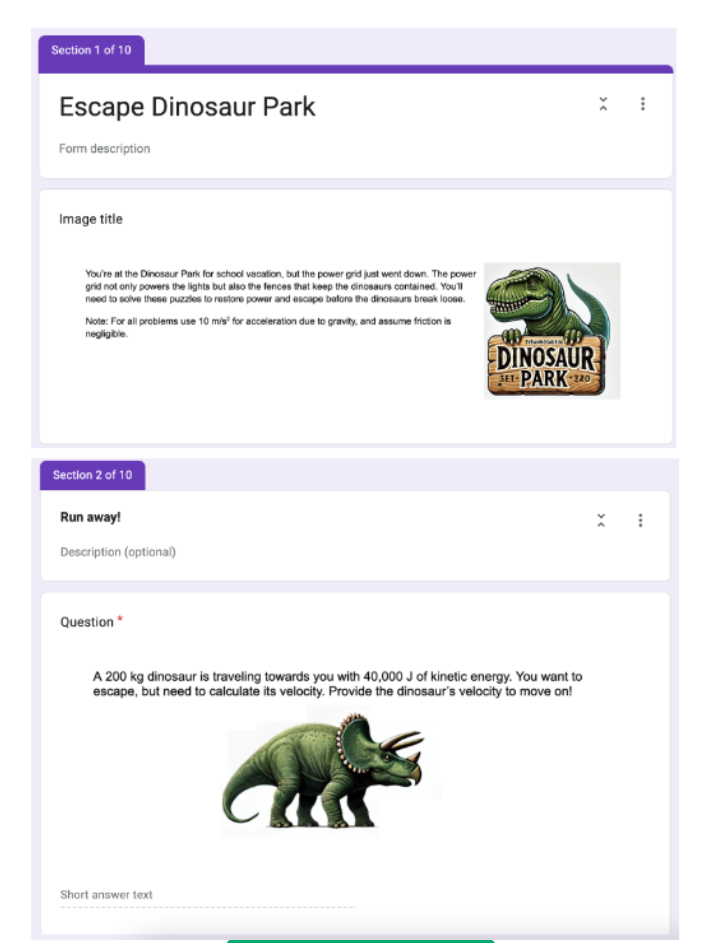 Section 1 of 10
Escape Dinosaur Park
Form description
Image title
You're at the Dinosaur Park for school vacation, but the power grid just went down. The power
grid not only powers the lights but also the fences that keep the dinosaurs contained. You'll
need to solve these puzzles to restore power and escape before the dinosaurs break loose.
Note: For all problems use 10 m/s² for acceleration due to gravity, and assume friction is
negligible.
DINOSAUR
PARK
Section 2 of 10
Run away!
Description (optional)
Question *
A 200 kg dinosaur is traveling towards you with 40,000 J of kinetic energy. You want to
escape, but need to calculate its velocity. Provide the dinosaur's velocity to move on!
Short answer text